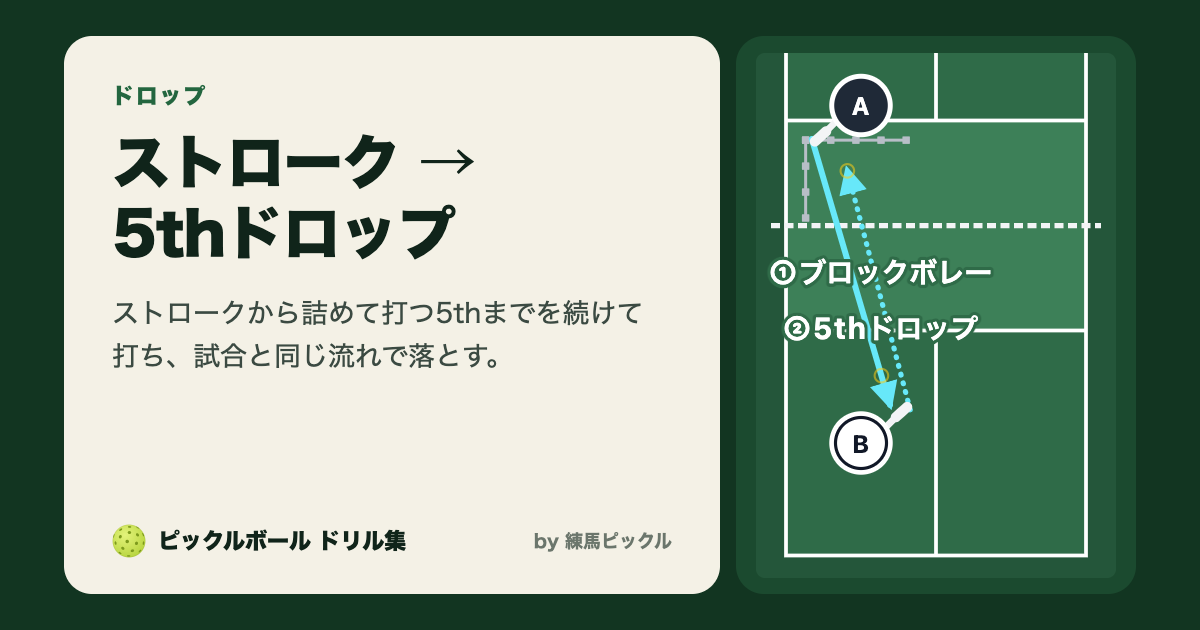 ドロップ
ストローク →
5thドロップ
ストロークから詰めて打つ5thまでを続けて
打ち、試合と同じ流れで落とす。
ピックルボール ドリル集
by 練馬ピックル
A
①ブロックボレー
②5thドロップ
B